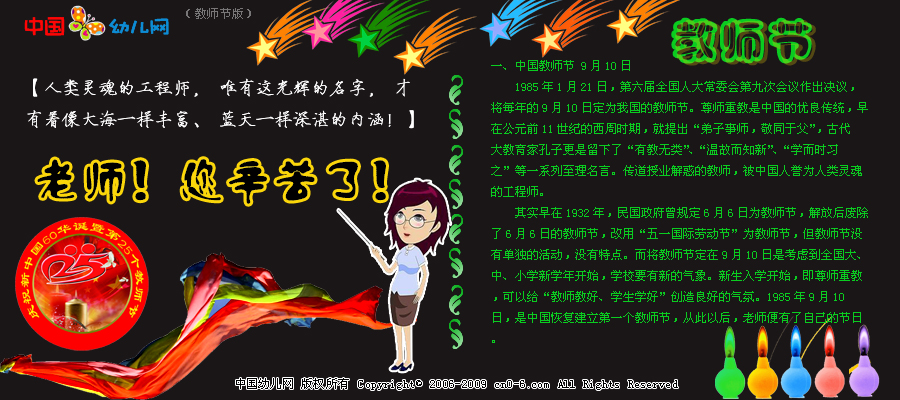 中国幼儿网
（教师节版）
【人类灵魂的工程师， 唯有这光辉的名字， 才
有着像大海一样丰富、 蓝天一样深湛的内涵！】
老师！您辛苦了！
庆祝新中国60华诞暨第25个教师节
25
教师节
一、中国教师节 9 月 10 日
1985 年 1 月 21 日，第六届全国人大常委会第九次会议作出决议，
将每年的 9 月 10 日定为我国的教师节。尊师重教是中国的优良传统，早
在公元前 11 世纪的西周时期，就提出“弟子事师，敬同于父”，古代
大教育家孔子更是留下了“有教无类”、“温故而知新”、“学而时习
之”等一系列至理名言。传道授业解惑的教师，被中国人誉为人类灵魂
的工程师。
其实早在 1932 年，民国政府曾规定 6 月 6 日为教师节，解放后废除
了 6 月 6 日的教师节，改用“五一国际劳动节”为教师节，但教师节没
有单独的活动，没有特点。而将教师节定在 9 月 10 日是考虑到全国大、
中、小学新学年开始，学校要有新的气象。新生入学开始，即尊师重教
，可以给“教师教好、学生学好”创造良好的气氛。1985 年 9 月 10
日，是中国恢复建立第一个教师节，从此以后，老师便有了自己的节日
。
中国幼儿网 版权所有 Copyright© 2006-2009 cn0-6.com All Rights Reserved